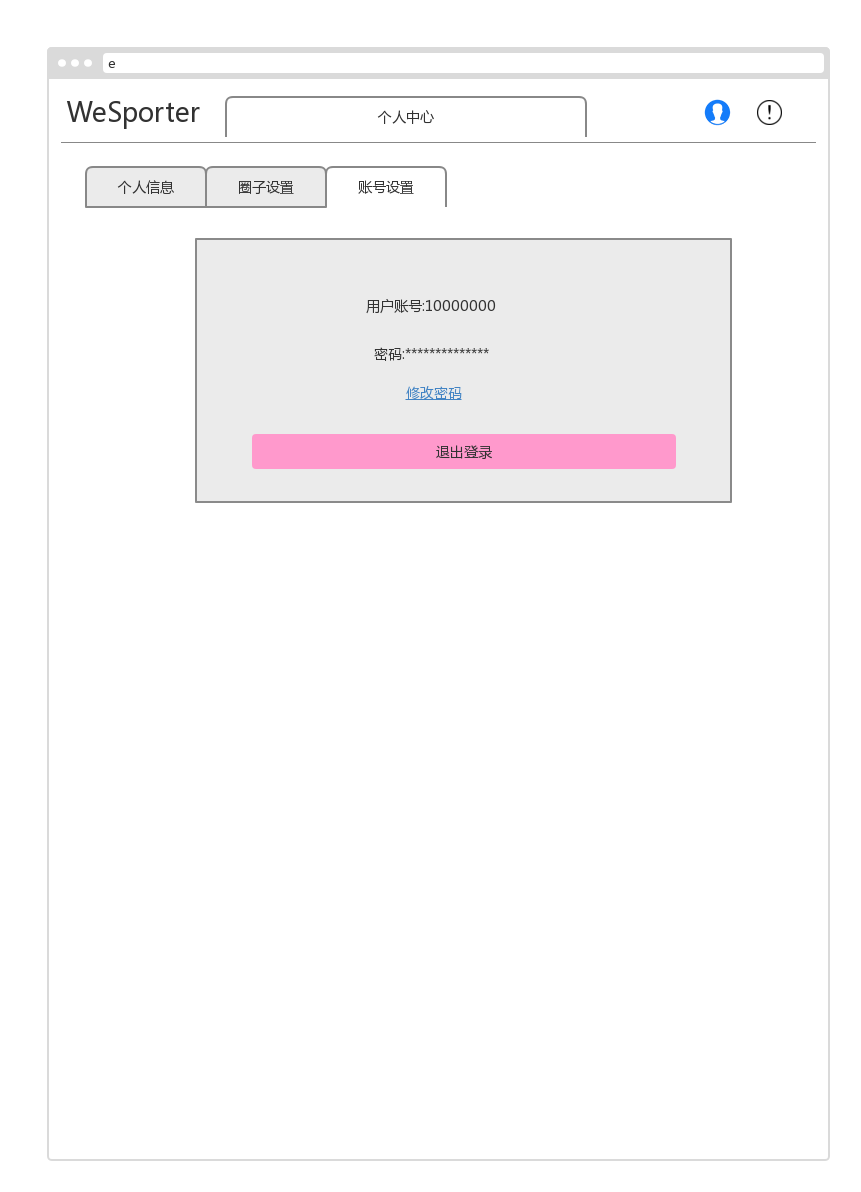 e
WeSporter
个人中心
个人信息
圈子设置
账号设置
用户账号:10000000
密码:**************
修改密码
退出登录